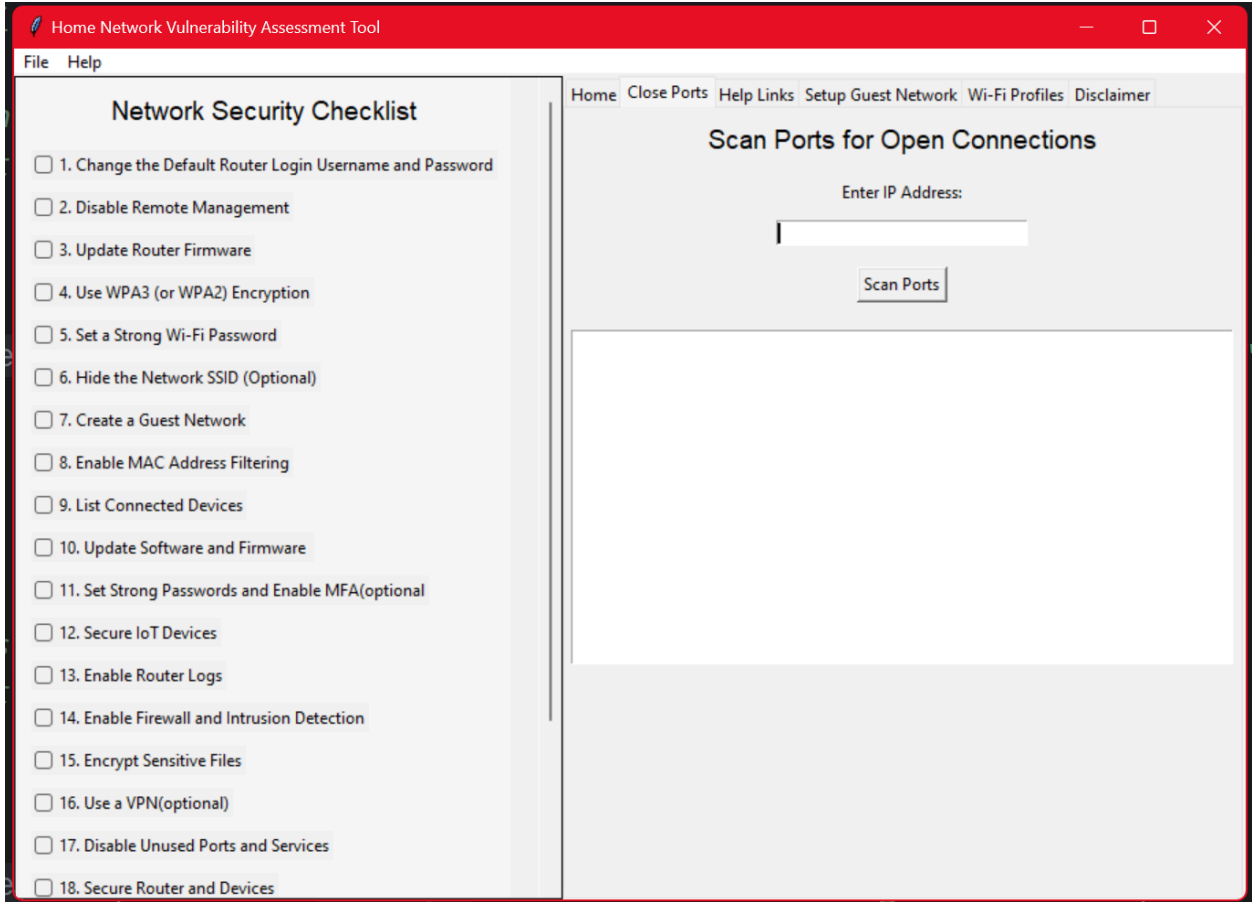 Home Network Vulnerability Assessment Tool
File Help
Network Security Checklist
1. Change the Default Router Login Username and Password
2. Disable Remote Management
3. Update Router Firmware
4. Use WPA3 (or WPA2) Encryption
5. Set a Strong Wi-Fi Password
6. Hide the Network SSID (Optional)
7. Create a Guest Network
8. Enable MAC Address Filtering
9. List Connected Devices
10. Update Software and Firmware
11. Set Strong Passwords and Enable MFA(optional
12. Secure IoT Devices
13. Enable Router Logs
14. Enable Firewall and Intrusion Detection
15. Encrypt Sensitive Files
16. Use a VPN(optional)
17. Disable Unused Ports and Services
18. Secure Router and Devices
Home Close Ports Help Links Setup Guest Network Wi-Fi Profiles Disclaimer
Scan Ports for Open Connections
Enter IP Address:
Scan Ports